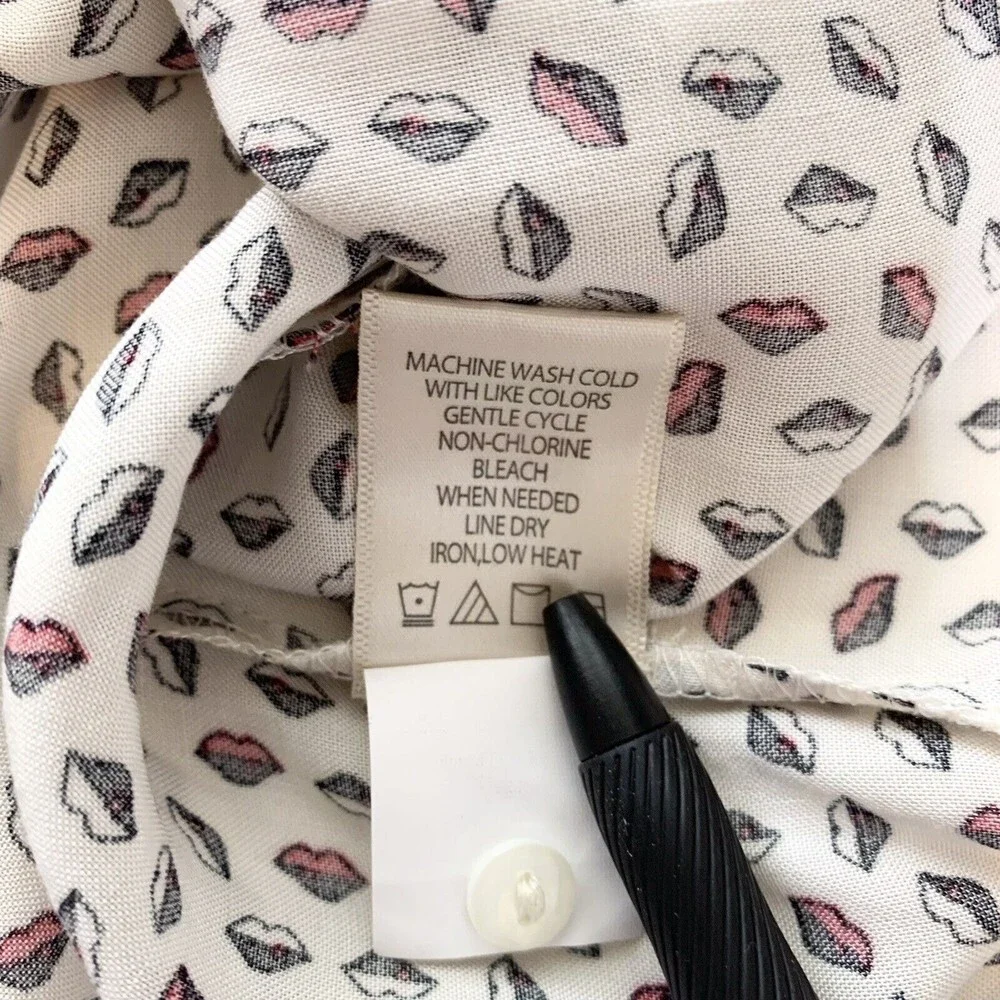 MACHINE WASH COLD
WITH LIKE COLORS
GENTLE CYCLE
NON-CHLORINE
BLEACH
WHEN NEEDED
LINE DRY
IRON,LOW HEAT